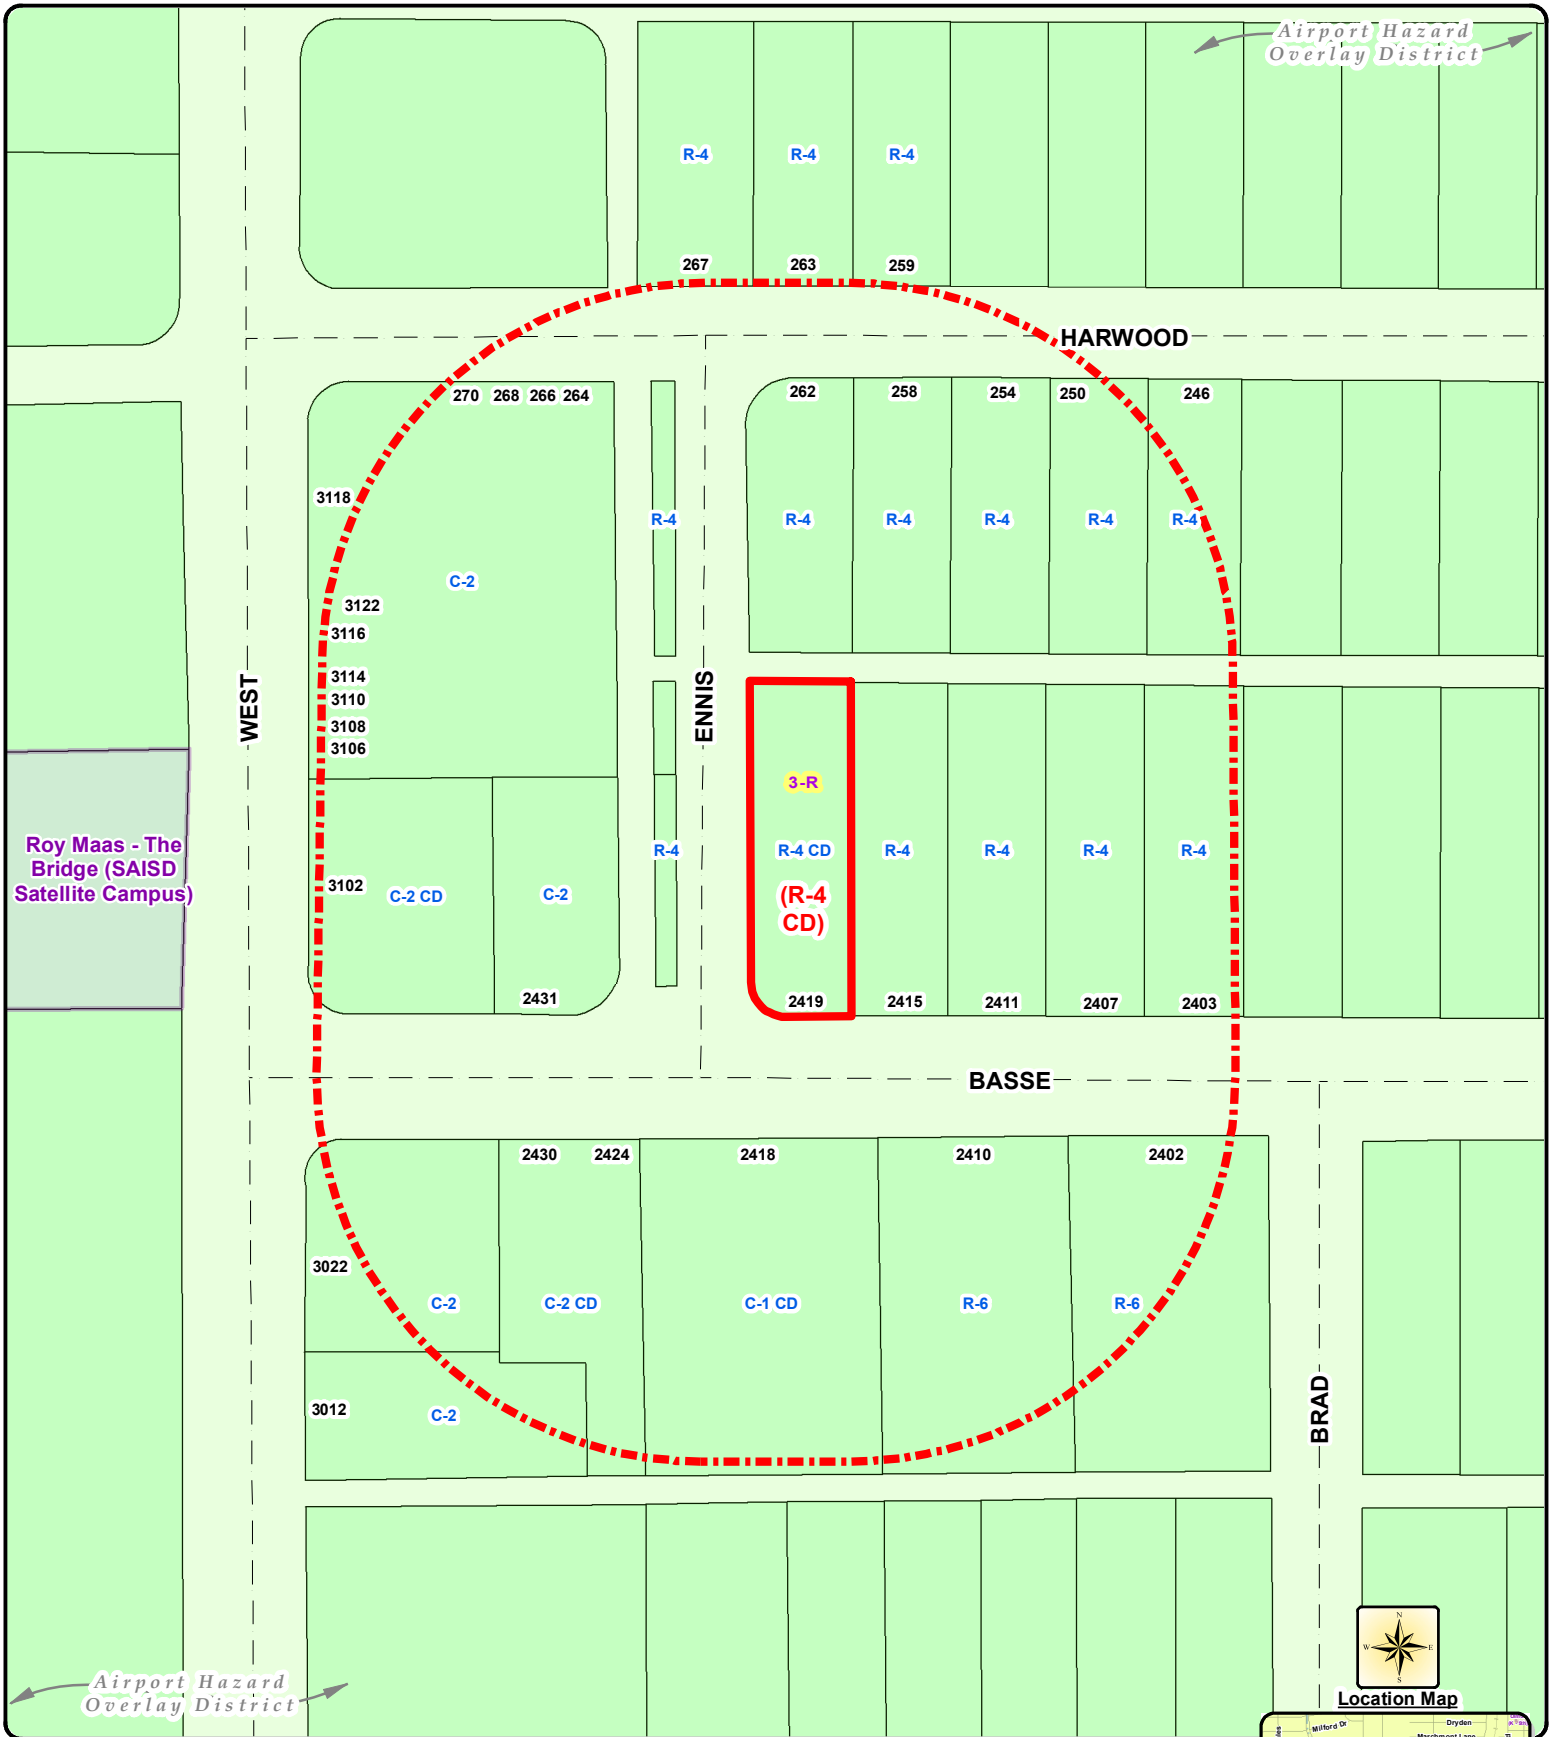 Airport Hazard
Overlay District
R-4
R-4
R-4
267
263
259
HARWOOD
270
268
266
264
262
258
254
250
246
3118
R-4
R-4
R-4
R-4
R-4
R-4
C-2
3122
3116
3114
3110
3108
3106
WEST
ENNIS
3-R
Roy Maas - The
Bridge (SAISD
Satellite Campus)
R-4
R-4 CD
R-4
R-4
R-4
R-4
3102
C-2 CD
C-2
(R-4
CD)
2431
2419
2415
2411
2407
2403
BASSE
2430
2424
2418
2410
2402
3022
C-2
C-2 CD
C-1 CD
R-6
R-6
3012
C-2
BRAD
N
W
E
S
Airport Hazard
Overlay District
Location Map
Milford Dr
Dryden